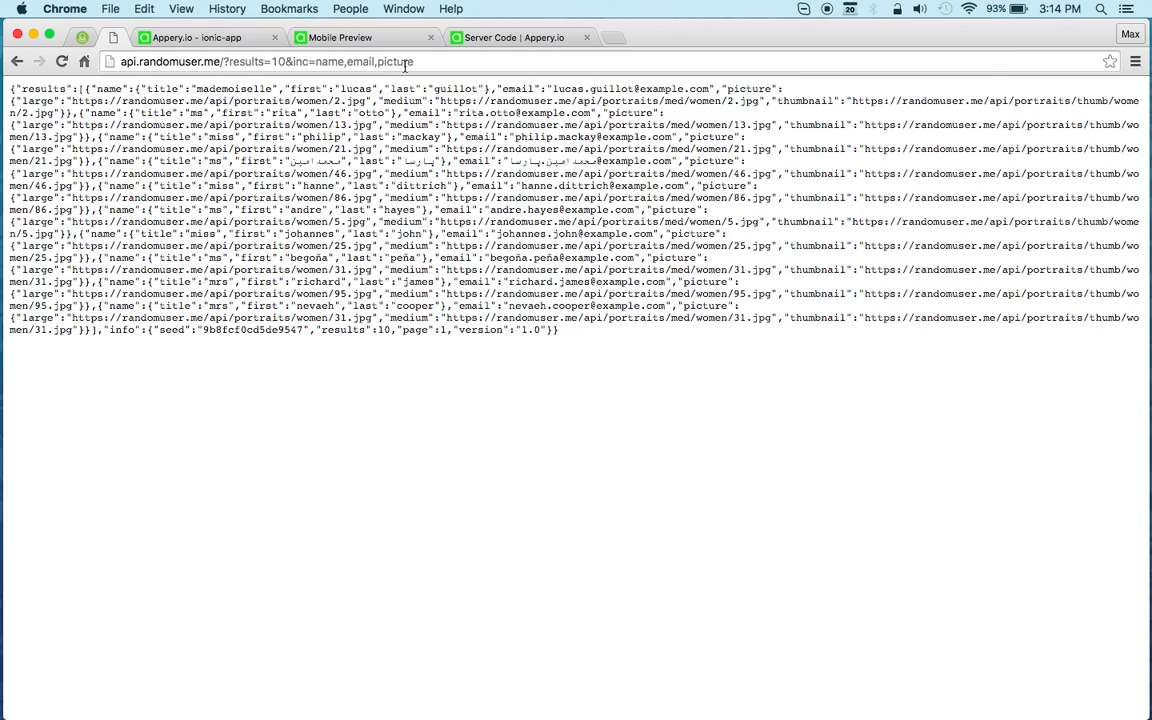 Chrome File Edit View History Bookmarks People Window Help 20 93% 3:14 PM
Appery.io - ionic-app × Mobile Preview × Server Code | Appery.io × Max
api.randomuser.me/?results=10&inc=name,email,picture
{"results":[{"name":{"title":"mademoiselle","first":"lucas","last":"guillot"},"email":"lucas.guillot@example.com","picture":
{"large":"https://randomuser.me/api/portraits/women/2.jpg","medium":"https://randomuser.me/api/portraits/med/women/2.jpg","thumbnail":"https://randomuser.me/api/portraits/thumb/wome
n/2.jpg"}},{"name":{"title":"ms","first":"rita","last":"otto"},"email":"rita.otto@example.com","picture":
{"large":"https://randomuser.me/api/portraits/women/13.jpg","medium":"https://randomuser.me/api/portraits/med/women/13.jpg","thumbnail":"https://randomuser.me/api/portraits/thumb/wo
men/13.jpg"}},{"name":{"title":"miss","first":"philip","last":"mackay"},"email":"philip.mackay@example.com","picture":
{"large":"https://randomuser.me/api/portraits/women/21.jpg","medium":"https://randomuser.me/api/portraits/med/women/21.jpg","thumbnail":"https://randomuser.me/api/portraits/thumb/wo
men/21.jpg"}},{"name":{"title":"ms","first":"محمدامین","last":"پارسا"},"email":"محمدامین.پارسا@example.com","picture":
{"large":"https://randomuser.me/api/portraits/women/46.jpg","medium":"https://randomuser.me/api/portraits/med/women/46.jpg","thumbnail":"https://randomuser.me/api/portraits/thumb/wo
men/46.jpg"}},{"name":{"title":"miss","first":"hanne","last":"dittrich"},"email":"hanne.dittrich@example.com","picture":
{"large":"https://randomuser.me/api/portraits/women/86.jpg","medium":"https://randomuser.me/api/portraits/med/women/86.jpg","thumbnail":"https://randomuser.me/api/portraits/thumb/wo
men/86.jpg"}},{"name":{"title":"ms","first":"andre","last":"hayes"},"email":"andre.hayes@example.com","picture":
{"large":"https://randomuser.me/api/portraits/women/5.jpg","medium":"https://randomuser.me/api/portraits/med/women/5.jpg","thumbnail":"https://randomuser.me/api/portraits/thumb/wome
n/5.jpg"}},{"name":{"title":"miss","first":"johannes","last":"john"},"email":"johannes.john@example.com","picture":
{"large":"https://randomuser.me/api/portraits/women/25.jpg","medium":"https://randomuser.me/api/portraits/med/women/25.jpg","thumbnail":"https://randomuser.me/api/portraits/thumb/wo
men/25.jpg"}},{"name":{"title":"ms","first":"begoña","last":"peña"},"email":"begoña.peña@example.com","picture":
{"large":"https://randomuser.me/api/portraits/women/31.jpg","medium":"https://randomuser.me/api/portraits/med/women/31.jpg","thumbnail":"https://randomuser.me/api/portraits/thumb/wo
men/31.jpg"}},{"name":{"title":"mrs","first":"richard","last":"james"},"email":"richard.james@example.com","picture":
{"large":"https://randomuser.me/api/portraits/women/95.jpg","medium":"https://randomuser.me/api/portraits/med/women/95.jpg","thumbnail":"https://randomuser.me/api/portraits/thumb/wo
men/95.jpg"}},{"name":{"title":"mrs","first":"nevaeh","last":"cooper"},"email":"nevaeh.cooper@example.com","picture":
{"large":"https://randomuser.me/api/portraits/women/31.jpg","medium":"https://randomuser.me/api/portraits/med/women/31.jpg","thumbnail":"https://randomuser.me/api/portraits/thumb/wo
men/31.jpg"}}],"info":{"seed":"9b8fcf0cd5de9547","results":10,"page":1,"version":"1.0"}}